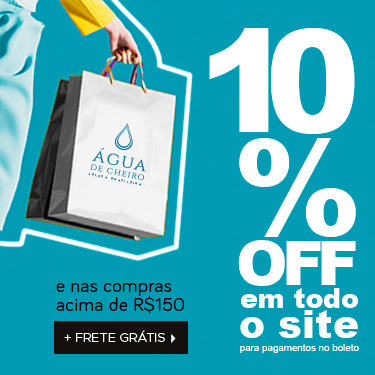 ÁGUA
DE CHEIRO
10
%
OFF
em todo
o site
para pagamentos no boleto
e nas compras
acima de R$150
+ FRETE GRÁTIS